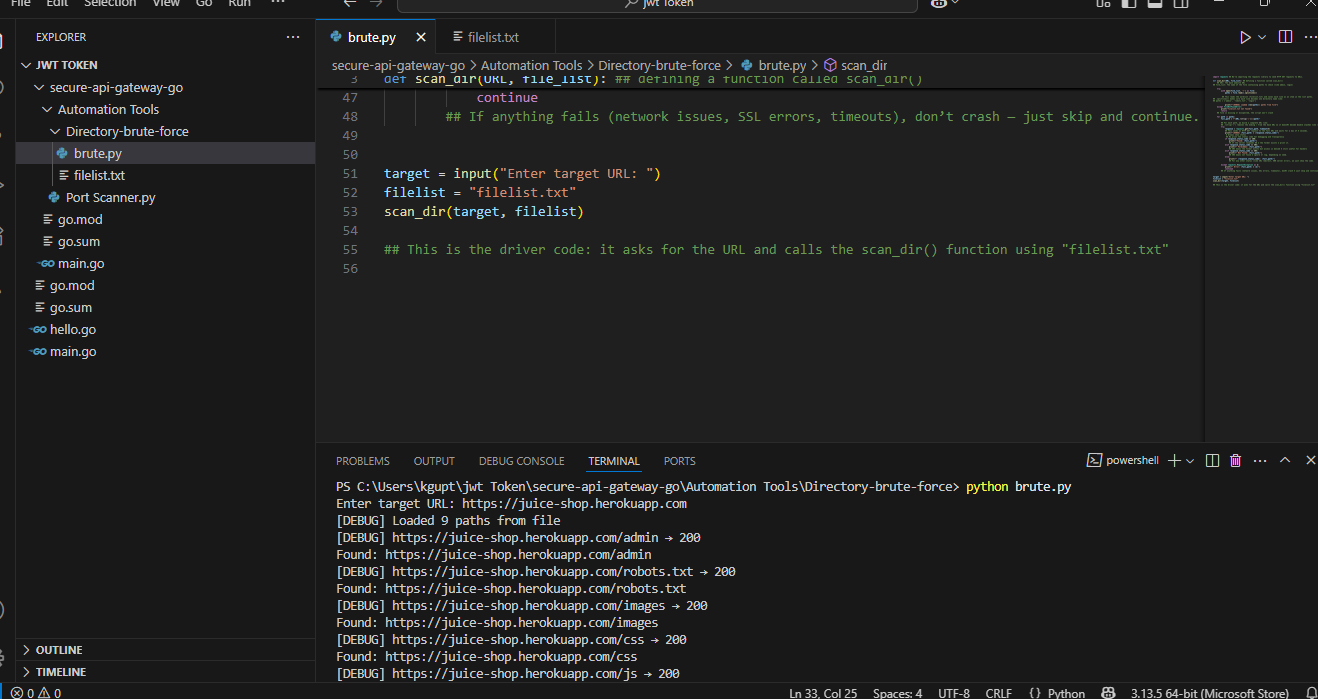 File Edit Selection View Go Run ... jwt Token
EXPLORER ...
JWT TOKEN
secure-api-gateway-go
Automation Tools
Directory-brute-force
brute.py
filelist.txt
Port Scanner.py
go.mod
go.sum
main.go
go.mod
go.sum
hello.go
main.go
OUTLINE
TIMELINE
brute.py
filelist.txt
secure-api-gateway-go > Automation Tools > Directory-brute-force > brute.py > scan_dir
3 def scan_dir(URL, file_list): ## defining a function called scan_dir()
47 continue
48 ## If anything fails (network issues, SSL errors, timeouts), don’t crash — just skip and continue.
49
50
51 target = input("Enter target URL: ")
52 filelist = "filelist.txt"
53 scan_dir(target, filelist)
54
55 ## This is the driver code: it asks for the URL and calls the scan_dir() function using "filelist.txt"
56
PROBLEMS OUTPUT DEBUG CONSOLE TERMINAL PORTS powershell
PS C:\Users\kgupt\jwt Token\secure-api-gateway-go\Automation Tools\Directory-brute-force> python brute.py
Enter target URL: https://juice-shop.herokuapp.com
[DEBUG] Loaded 9 paths from file
[DEBUG] https://juice-shop.herokuapp.com/admin → 200
Found: https://juice-shop.herokuapp.com/admin
[DEBUG] https://juice-shop.herokuapp.com/robots.txt → 200
Found: https://juice-shop.herokuapp.com/robots.txt
[DEBUG] https://juice-shop.herokuapp.com/images → 200
Found: https://juice-shop.herokuapp.com/images
[DEBUG] https://juice-shop.herokuapp.com/css → 200
Found: https://juice-shop.herokuapp.com/css
[DEBUG] https://juice-shop.herokuapp.com/js → 200
0 0 Ln 33, Col 25 Spaces: 4 UTF-8 CRLF {} Python 3.13.5 64-bit (Microsoft Store)